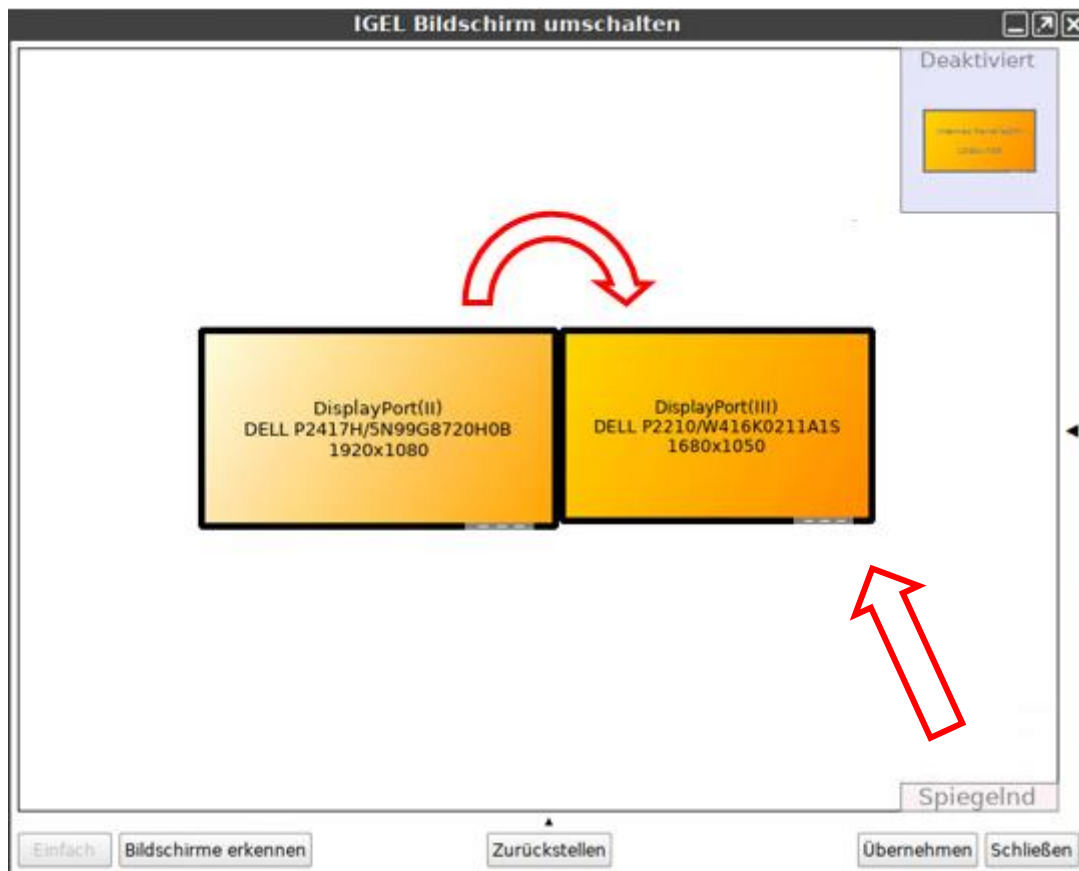 IGEL Bildschirm umschalten
Deaktiviert
DisplayPort(II)
DELL P2417H/5N99G8720H0B
1920x1080
DisplayPort(III)
DELL P2210/W416K0211A1S
1680x1050
Spiegelnd
Einfach
Bildschirme erkennen
Zurückstellen
Übernehmen
Schließen